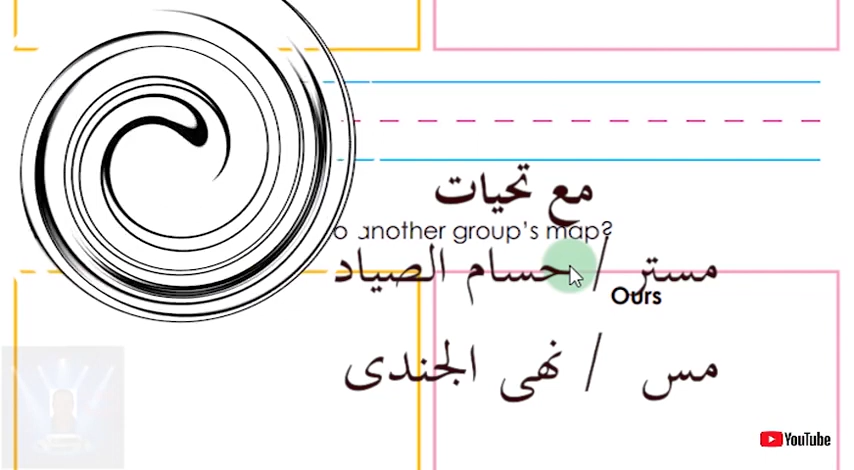 مع تحيات
o another group's map?
مستر / حسام الصياد
Ours
مس / نهى الجندى
YouTube